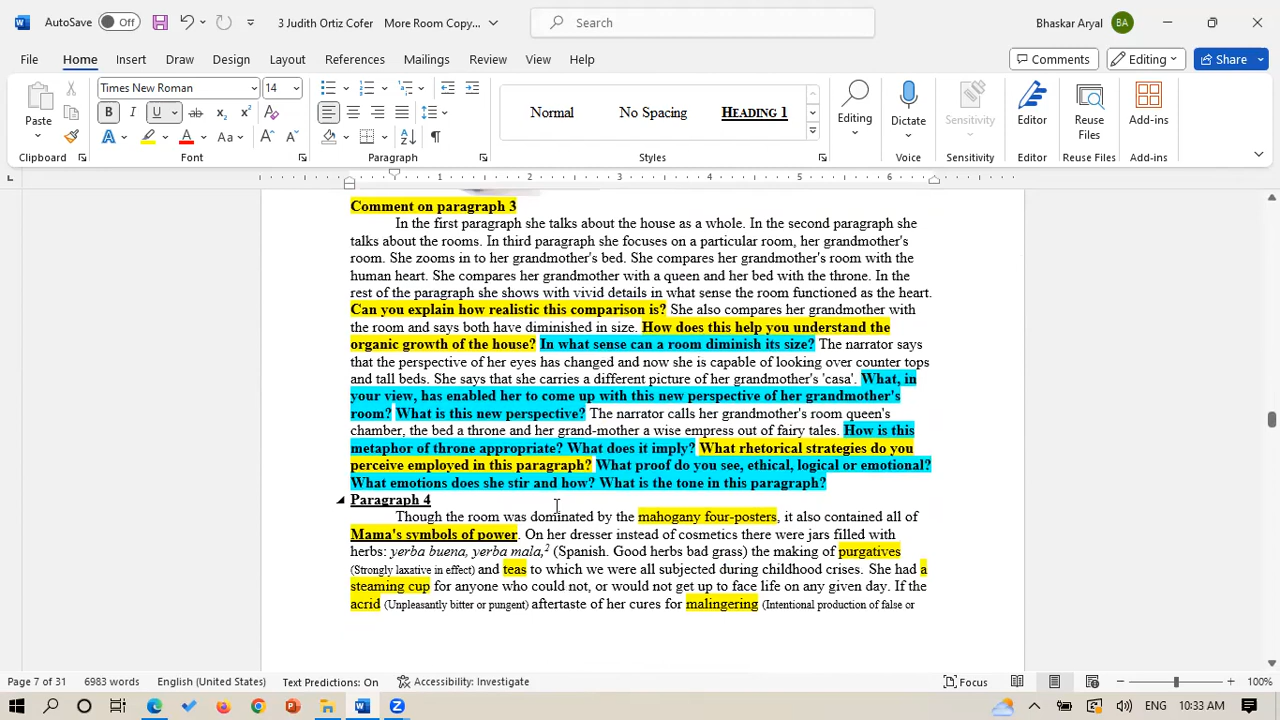 AutoSave Off 3 Judith Ortiz Cofer More Room Copy... Search Bhaskar Aryal BA
File Home Insert Draw Design Layout References Mailings Review View Help Comments Editing Share
Times New Roman 14
Normal No Spacing HEADING 1
Paste Editing Dictate Sensitivity Editor Reuse Files Add-ins
Clipboard Font Paragraph Styles Voice Sensitivity Editor Reuse Files Add-ins
1 2 3 4 5 6
Comment on paragraph 3
In the first paragraph she talks about the house as a whole. In the second paragraph she
talks about the rooms. In third paragraph she focuses on a particular room, her grandmother's
room. She zooms in to her grandmother's bed. She compares her grandmother's room with the
human heart. She compares her grandmother with a queen and her bed with the throne. In the
rest of the paragraph she shows with vivid details in what sense the room functioned as the heart.
Can you explain how realistic this comparison is? She also compares her grandmother with
the room and says both have diminished in size. How does this help you understand the
organic growth of the house? In what sense can a room diminish its size? The narrator says
that the perspective of her eyes has changed and now she is capable of looking over counter tops
and tall beds. She says that she carries a different picture of her grandmother's 'casa'. What, in
your view, has enabled her to come up with this new perspective of her grandmother's
room? What is this new perspective? The narrator calls her grandmother's room queen's
chamber, the bed a throne and her grand-mother a wise empress out of fairy tales. How is this
metaphor of throne appropriate? What does it imply? What rhetorical strategies do you
perceive employed in this paragraph? What proof do you see, ethical, logical or emotional?
What emotions does she stir and how? What is the tone in this paragraph?
Paragraph 4
Though the room was dominated by the mahogany four-posters, it also contained all of
Mama's symbols of power. On her dresser instead of cosmetics there were jars filled with
herbs: yerba buena, yerba mala,2 (Spanish. Good herbs bad grass) the making of purgatives
(Strongly laxative in effect) and teas to which we were all subjected during childhood crises. She had a
steaming cup for anyone who could not, or would not get up to face life on any given day. If the
acrid (Unpleasantly bitter or pungent) aftertaste of her cures for malingering (Intentional production of false or
Page 7 of 31 6983 words English (United States) Text Predictions: On Accessibility: Investigate Focus 100%
ENG 10:33 AM